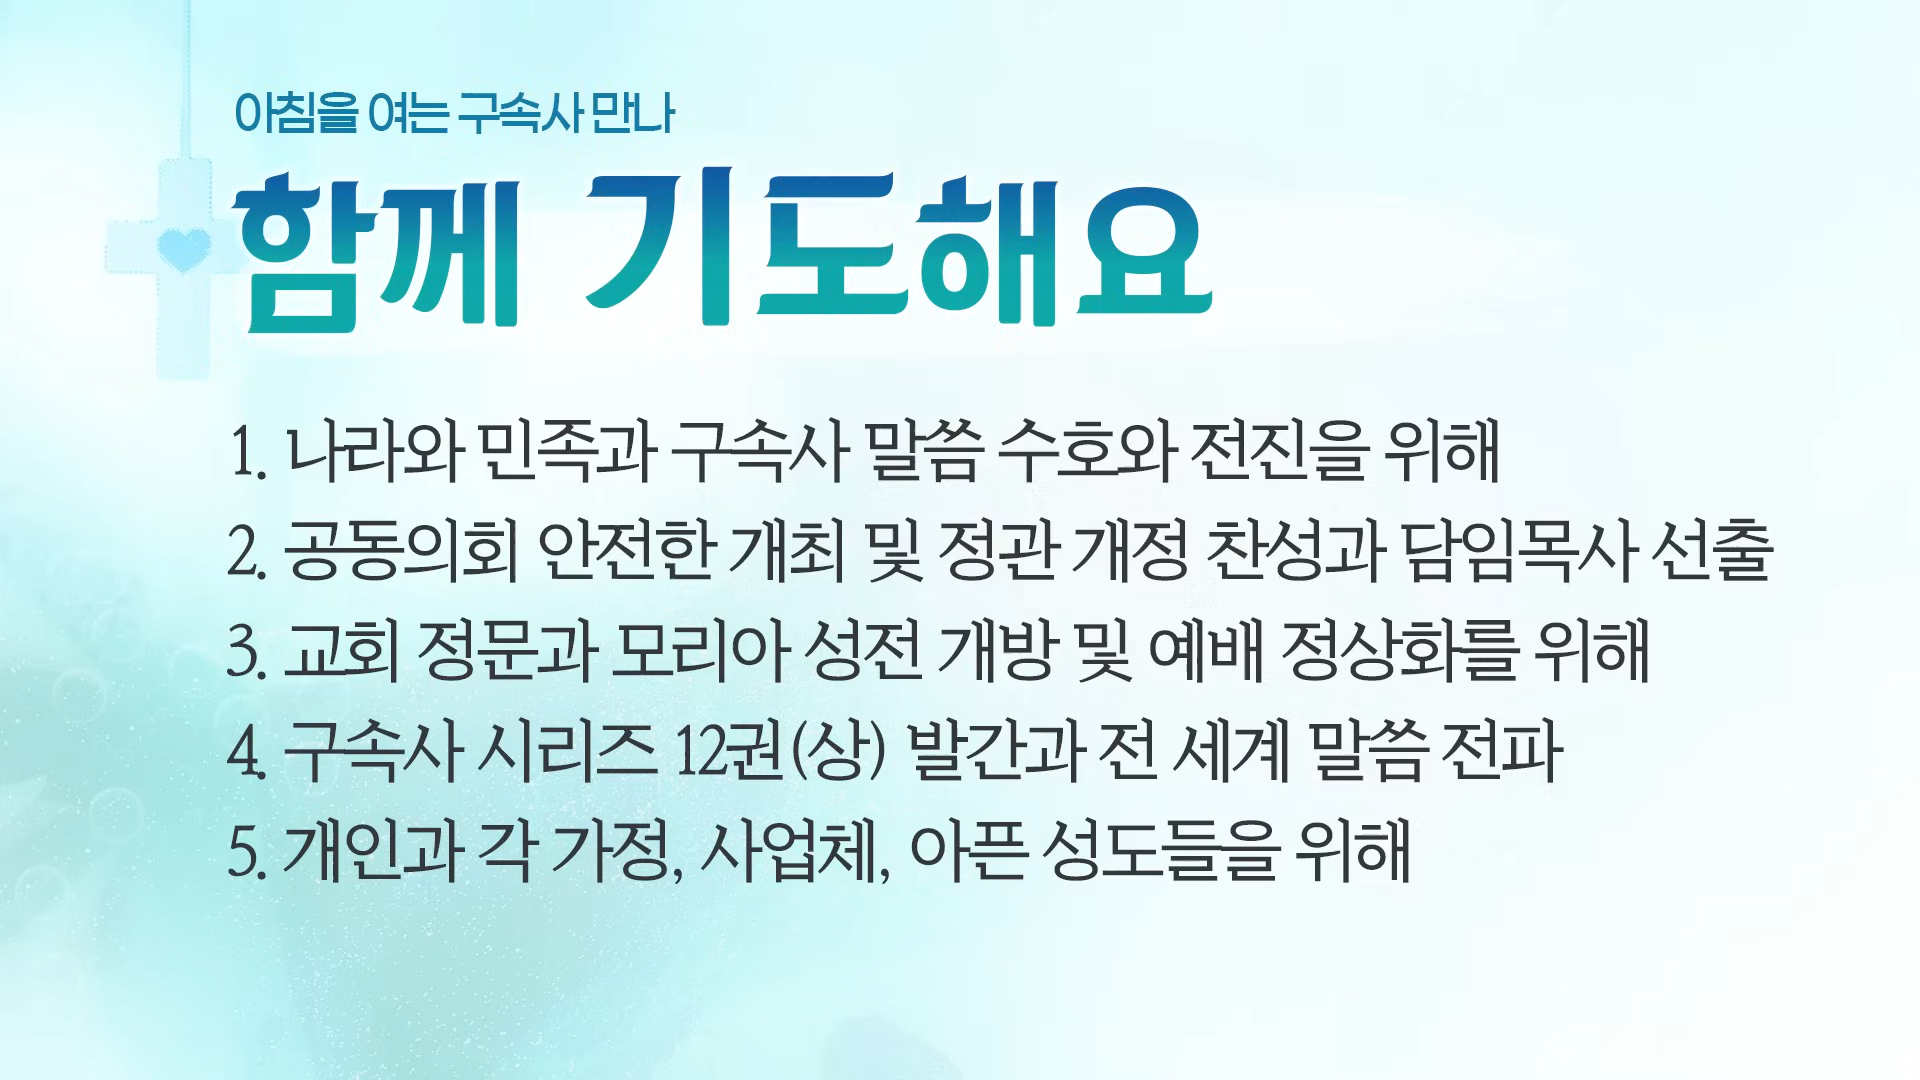 아침을 여는 구속사 만나
함께 기도해요
1. 나라와 민족과 구속사 말씀 수호와 전진을 위해
2. 공동의회 안전한 개최 및 정관 개정 찬성과 담임목사 선출
3. 교회 정문과 모리아 성전 개방 및 예배 정상화를 위해
4. 구속사 시리즈 12권(상) 발간과 전 세계 말씀 전파
5. 개인과 각 가정, 사업체, 아픈 성도들을 위해